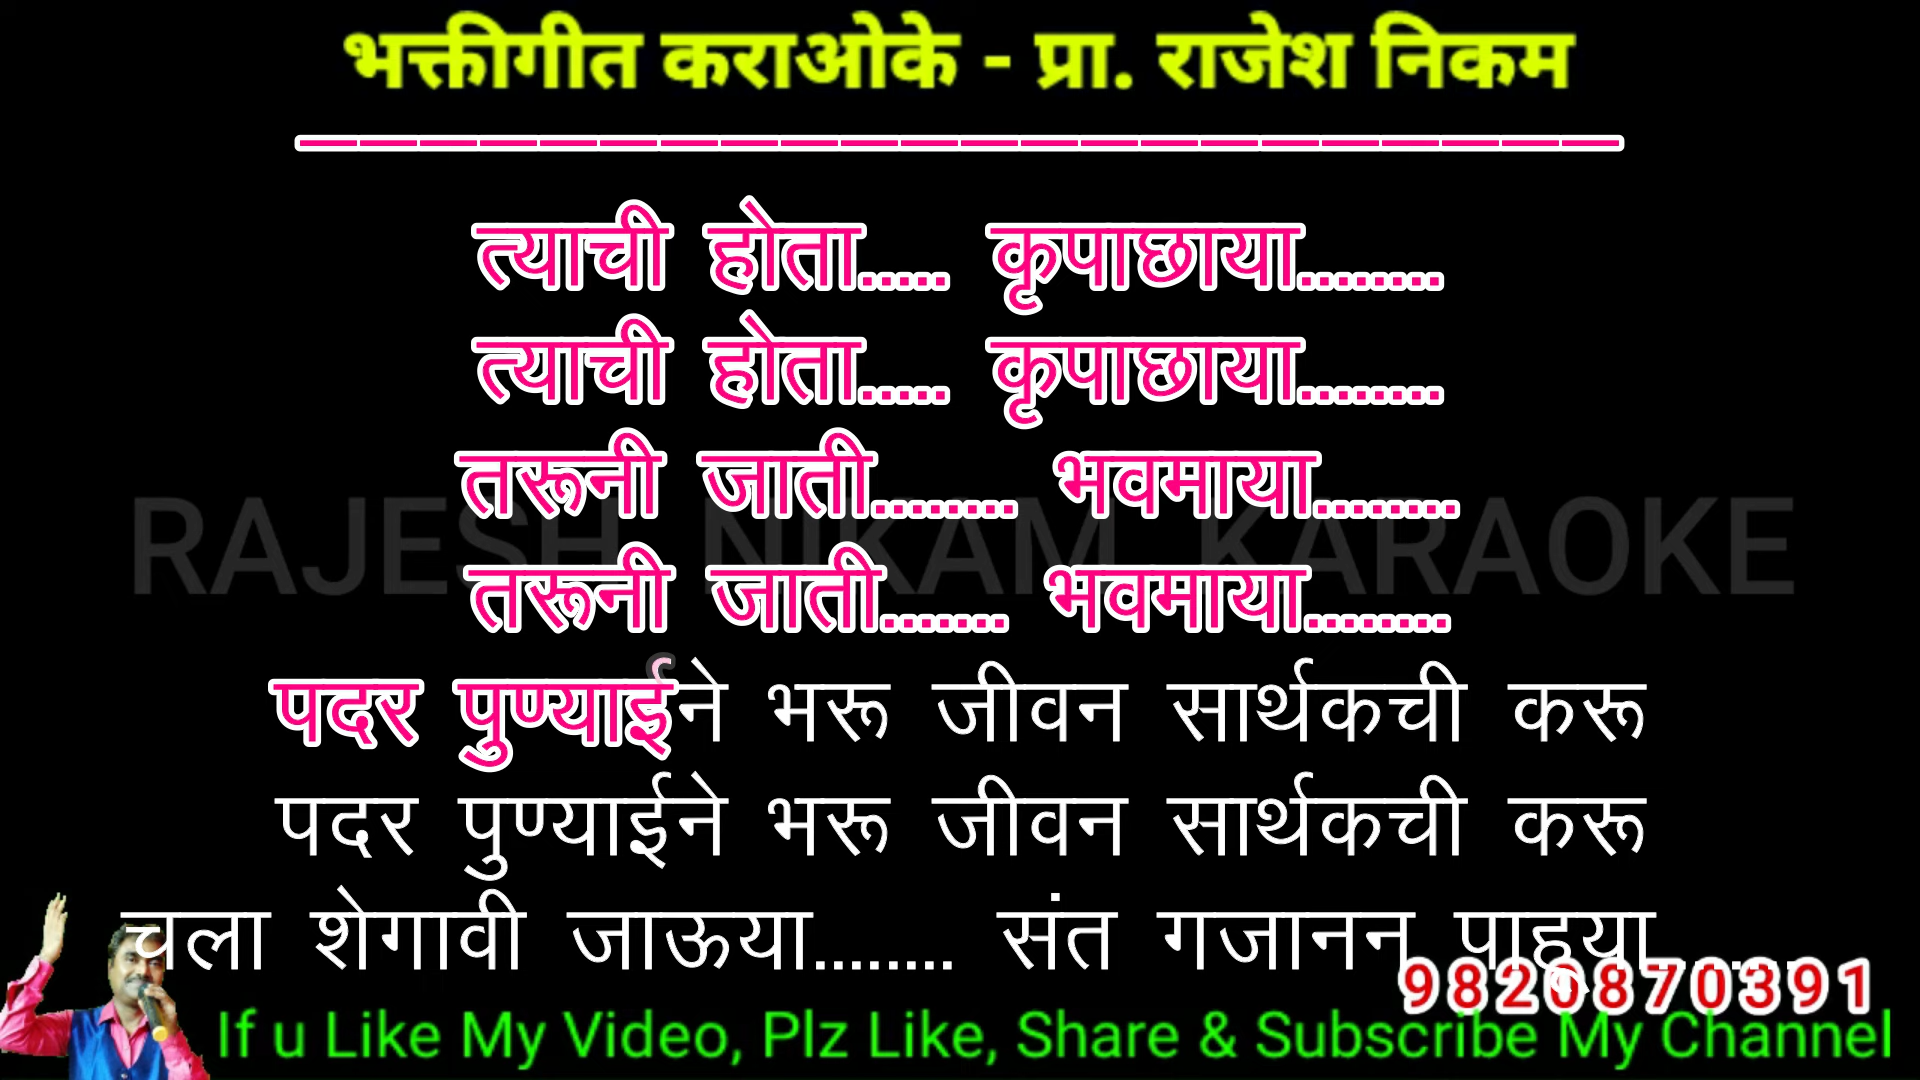 भक्तीगीत कराओके - प्रा. राजेश निकम
त्याची होता..... कृपाछाया........
त्याची होता..... कृपाछाया........
तरूनी जाती........ भवमाया........
RAJESH NIKAM KARAOKE
तरूनी जाती....... भवमाया........
पदर पुण्याईने भरू जीवन सार्थकची करू
पदर पुण्याईने भरू जीवन सार्थकची करू
चला शेगावी जाऊया........ संत गजानन पाहूया........
9820870391
If u Like My Video, Plz Like, Share & Subscribe My Channel